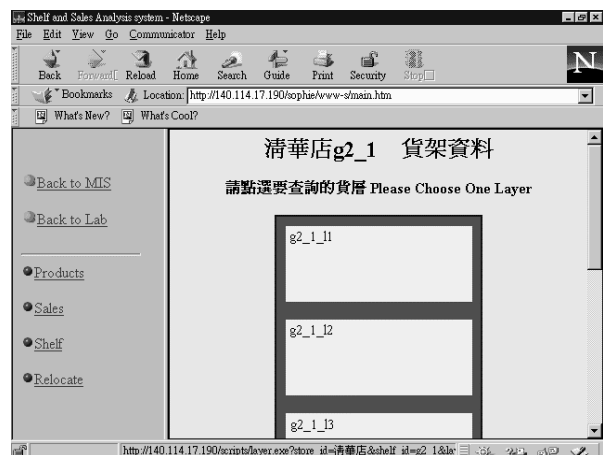 Shelf and Sales Analysis system - Netscape
File Edit View Go Communicator Help
Back Forward Reload Home Search Guide Print Security Stop
N
Bookmarks Location: http://140.114.17.190/sophie/www-s/main.htm
What's New? What's Cool?
清華店g2_1 貨架資料
請點選要查詢的貨層 Please Choose One Layer
Back to MIS
Back to Lab
Products
Sales
Shelf
Relocate
g2_1_l1
g2_1_l2
g2_1_l3
http://140.114.17.190/scripts/layer.exe?store_id=清華店&shelf_id=g2_1&la